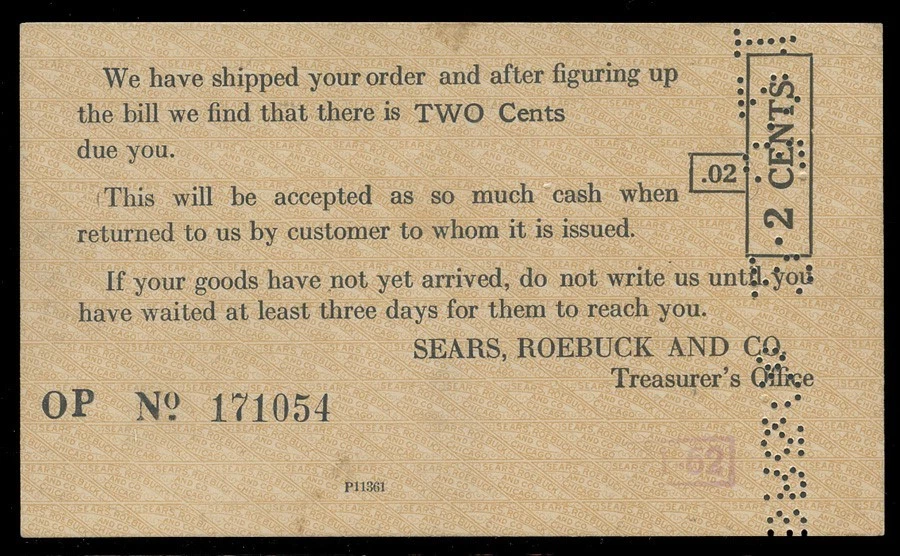 We have shipped your order and after figuring up
the bill we find that there is TWO Cents
due you.
This will be accepted as so much cash when
returned to us by customer to whom it is issued.
If your goods have not yet arrived, do not write us until you
have waited at least three days for them to reach you.
SEARS, ROEBUCK AND CO.
Treasurer's Office
OP Nº 171054
P11361
.02
2 CENTS
62